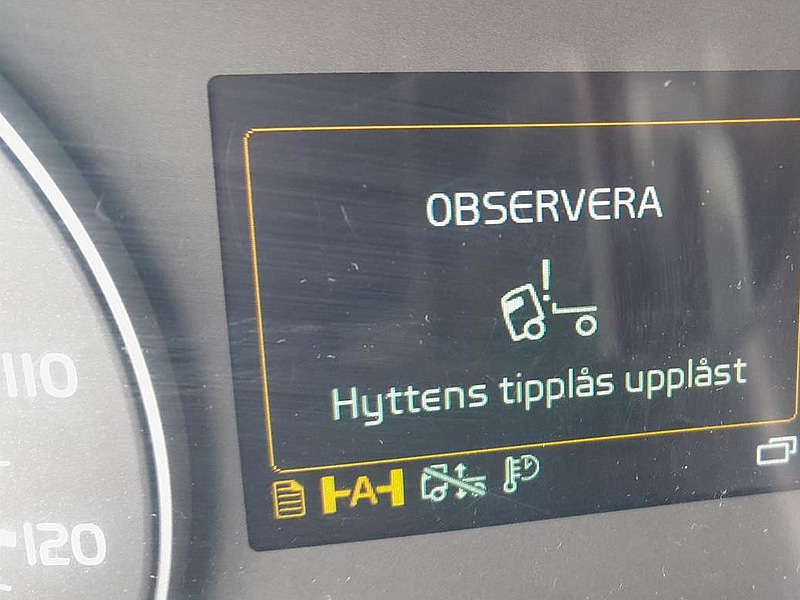 OBSERVERA
Hyttens tipplås upplåst
A
110
120